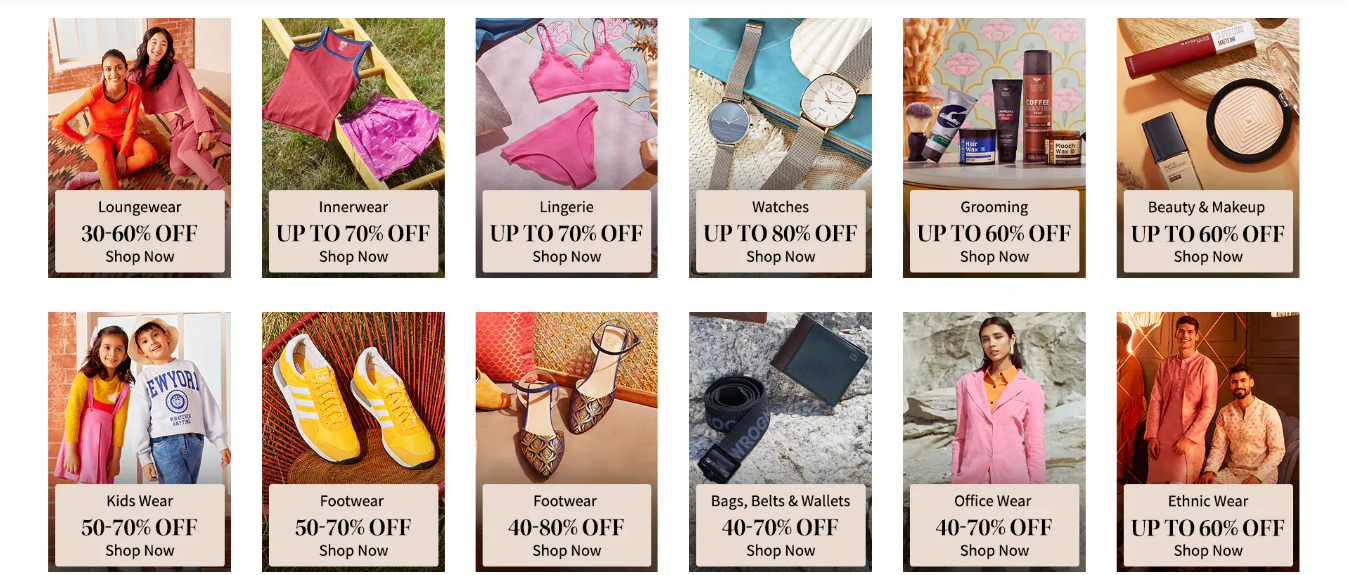 Loungewear
30-60% OFF
Shop Now
Innerwear
UP TO 70% OFF
Shop Now
Lingerie
UP TO 70% OFF
Shop Now
Watches
UP TO 80% OFF
Shop Now
COFFEE
Hair
Wax
Mooch
Wax
Grooming
UP TO 60% OFF
Shop Now
Beauty & Makeup
UP TO 60% OFF
Shop Now
EWYOR
WHATEVER
ANYTIME
Kids Wear
50-70% OFF
Shop Now
Footwear
50-70% OFF
Shop Now
Footwear
40-80% OFF
Shop Now
WROGN
Bags, Belts & Wallets
40-70% OFF
Shop Now
Office Wear
40-70% OFF
Shop Now
Ethnic Wear
UP TO 60% OFF
Shop Now